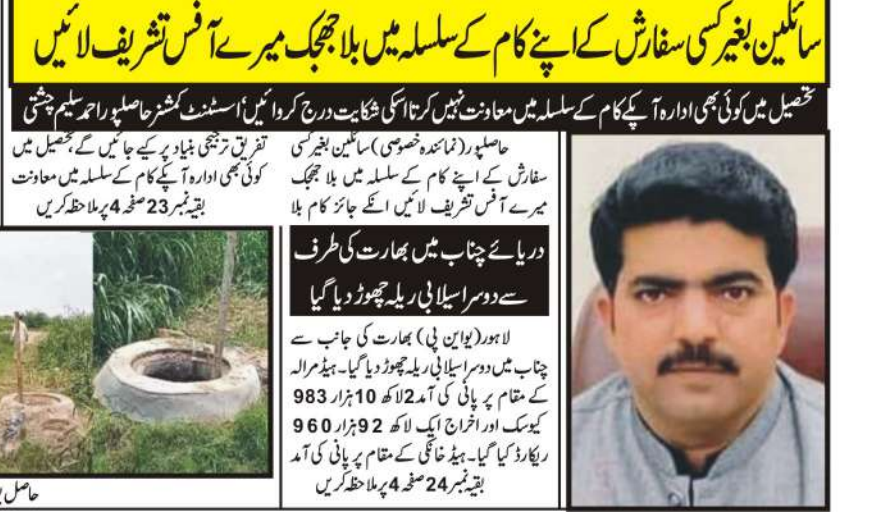 سائلین بغیر کسی سفارش کے اپنے کام کے سلسلہ میں بلا جھجک میرے آفس تشریف لائیں
تحصیل میں کوئی بھی ادارہ آپکے کام کے سلسلہ میں معاونت نہیں کرتا اسکی شکایت درج کروائیں، اسسٹنٹ کمشنر حاصلپور احمد سلیم چشتی
حاصلپور (نمائندہ خصوصی) سائلین بغیر کسی
سفارش کے اپنے کام کے سلسلہ میں بلا جھجک
میرے آفس تشریف لائیں انکے جائز کام بلا
تفریق ترجیحی بنیاد پر کیے جائیں گے تحصیل میں
کوئی بھی ادارہ آپکے کام کے سلسلہ میں معاونت
بقیہ نمبر 23 صفحہ 4 پر ملاحظہ کریں
دریائے چناب میں بھارت کی طرف
سے دوسرا سیلابی ریلہ چھوڑ دیا گیا
لاہور (یو این پی) بھارت کی جانب سے
چناب میں دوسرا سیلابی ریلہ چھوڑ دیا گیا۔ ہیڈ مرالہ
کے مقام پر پانی کی آمد 2 لاکھ 10 ہزار 983
کیوسک اور اخراج ایک لاکھ 92 ہزار 960
ریکارڈ کیا گیا۔ ہیڈ خانکی کے مقام پر پانی کی آمد
بقیہ نمبر 24 صفحہ 4 پر ملاحظہ کریں
حاصل